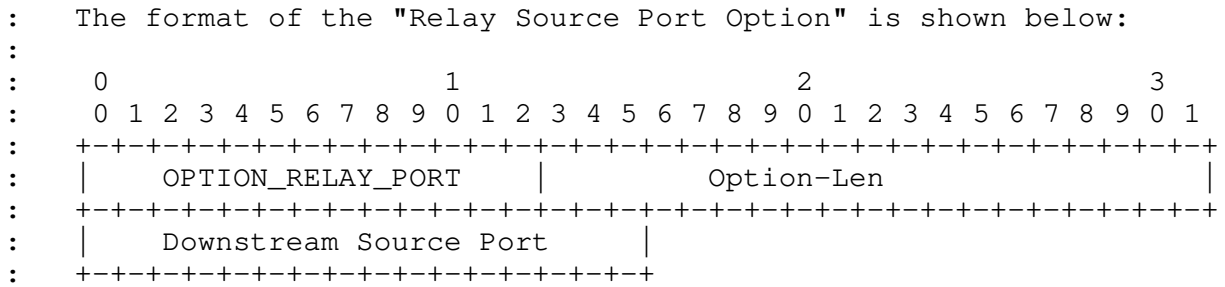 :    The format of the "Relay Source Port Option" is shown below:
:
:     0                   1                   2                   3
:     0 1 2 3 4 5 6 7 8 9 0 1 2 3 4 5 6 7 8 9 0 1 2 3 4 5 6 7 8 9 0 1
:    +-+-+-+-+-+-+-+-+-+-+-+-+-+-+-+-+-+-+-+-+-+-+-+-+-+-+-+-+-+-+-+-+
:    |    OPTION_RELAY_PORT    |         Option-Len                  |
:    +-+-+-+-+-+-+-+-+-+-+-+-+-+-+-+-+-+-+-+-+-+-+-+-+-+-+-+-+-+-+-+-+
:    |    Downstream Source Port     |
:    +-+-+-+-+-+-+-+-+-+-+-+-+-+-+-+-+